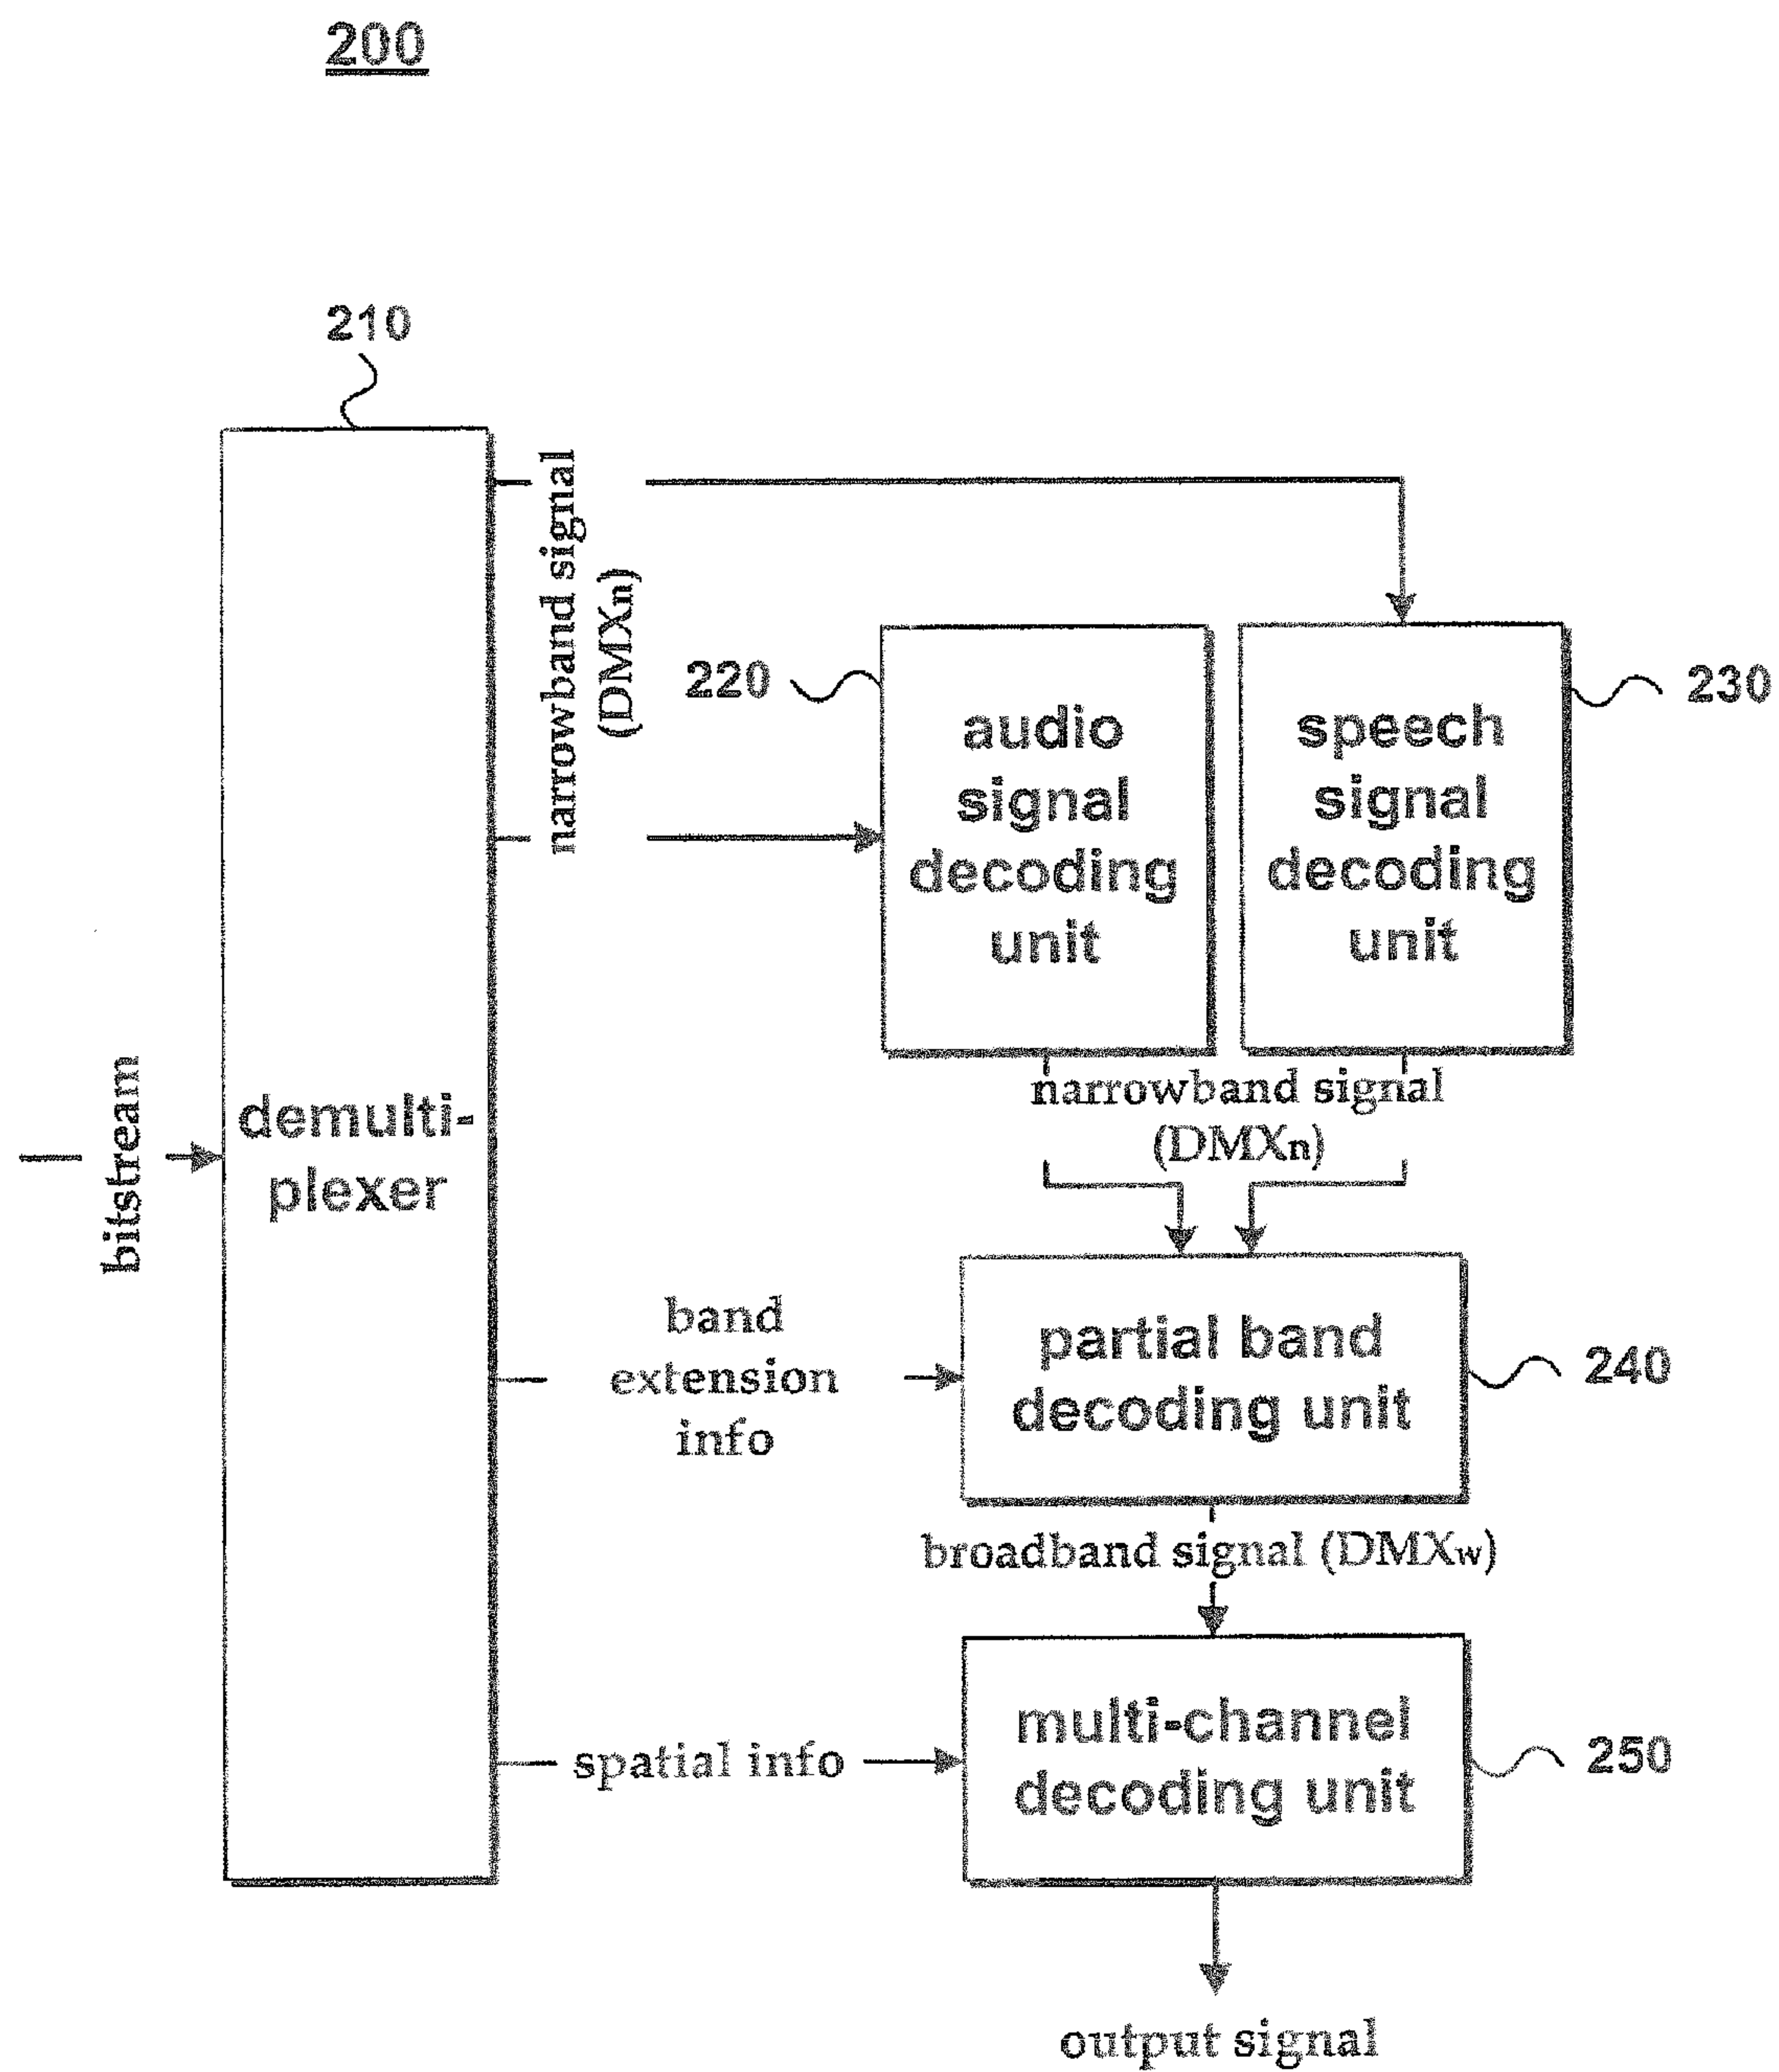 200
210
narrowband signal
(DMXn)
220
audio
signal
decoding
unit
speech
signal
decoding
unit
230
narrowband signal
(DMXn)
bitstream
demulti-
plexer
band
extension
info
partial band
decoding unit
240
broadband signal (DMXw)
spatial info
multi-channel
decoding unit
250
output signal